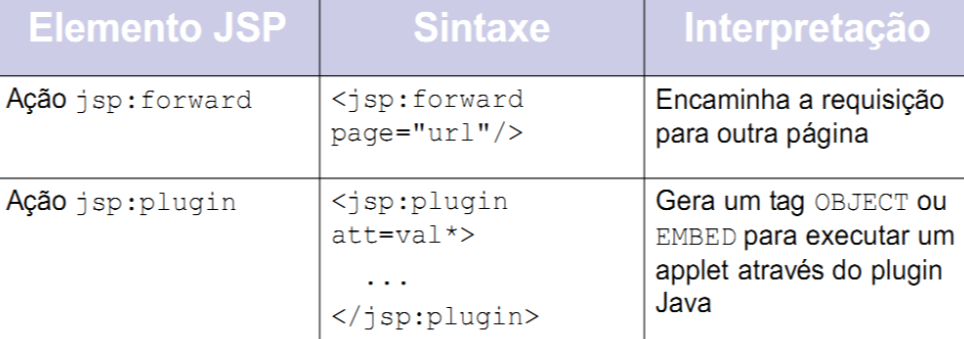 Elemento JSP
Sintaxe
Interpretação
Ação jsp:forward
<jsp:forward
page="url"/>
Encaminha a requisição
para outra página
Ação jsp:plugin
<jsp:plugin
att=val*>
...
</jsp:plugin>
Gera um tag OBJECT ou
EMBED para executar um
applet através do plugin
Java